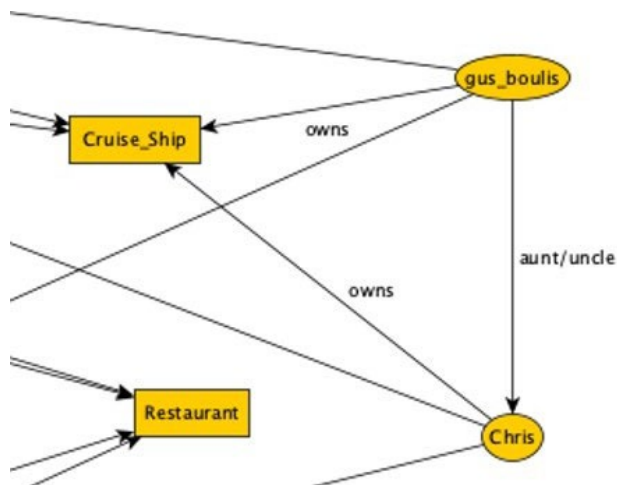 gus_boulis
Cruise_Ship
owns
aunt/uncle
owns
Restaurant
Chris